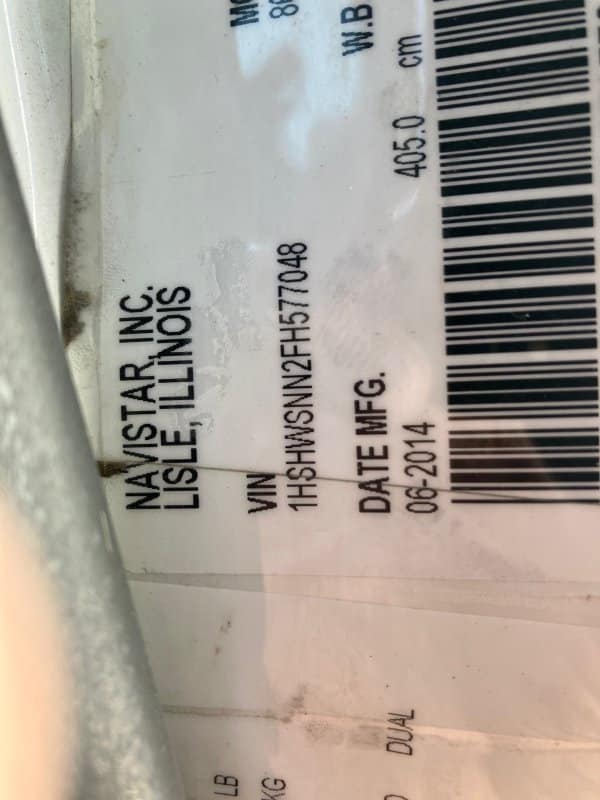 NAVISTAR, INC.
LISLE, ILLINOIS
VIN
1HSHWSNN2FH577048
DATE MFG.
06-2014
405.0 cm
W.B
LB
KG
DUAL